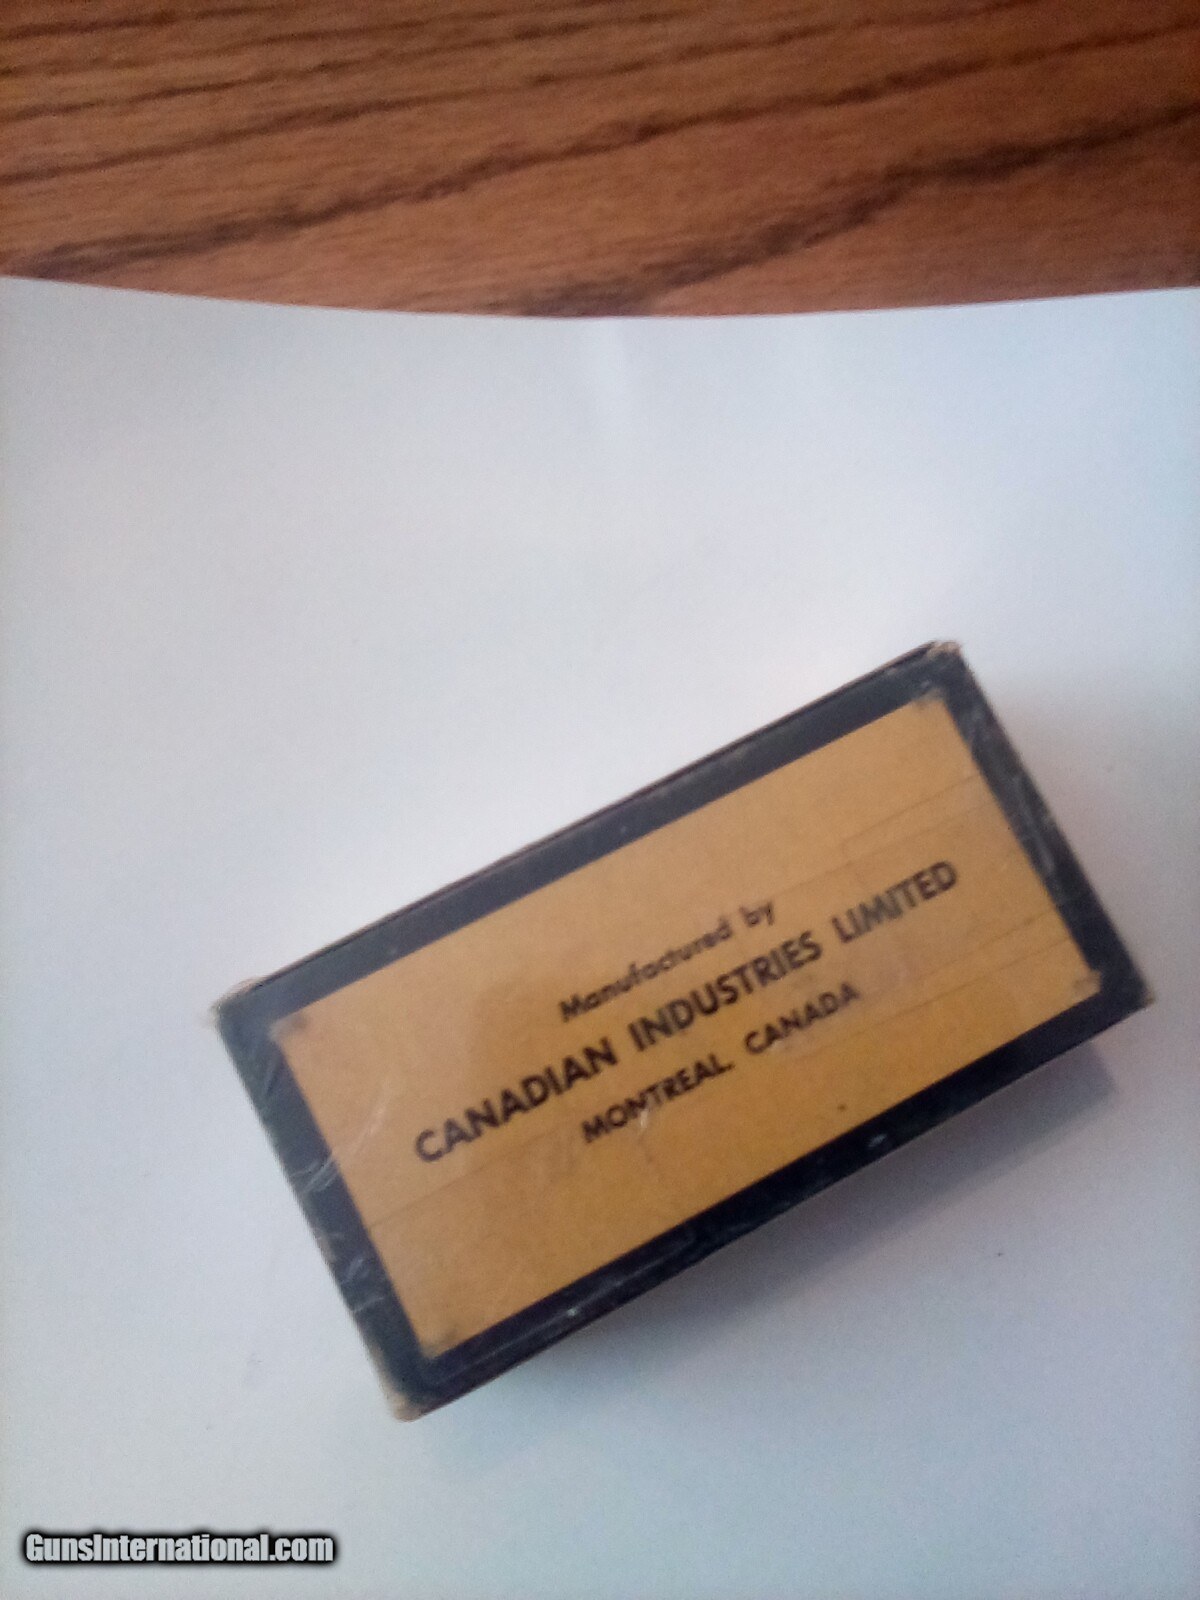 Manufactured by
CANADIAN INDUSTRIES LIMITED
MONTREAL, CANADA
GunsInternational.com